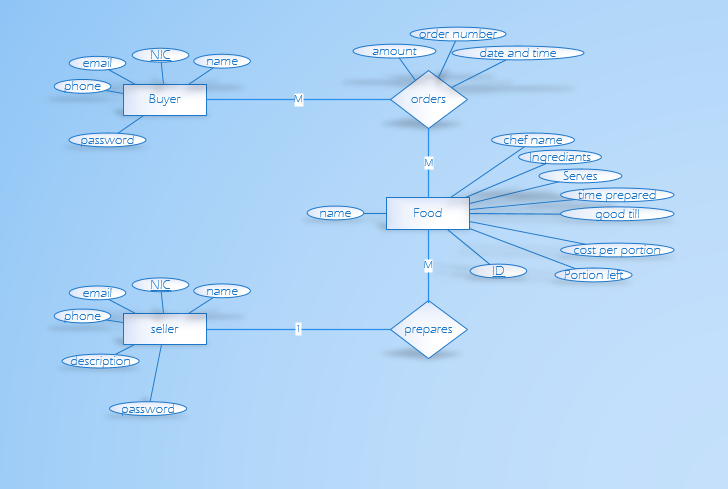 order number
amount
date and time
NIC
email
name
phone
Buyer
M
orders
password
chef name
M
Ingrediants
Serves
time prepared
name
Food
good till
cost per portion
M
ID
Portion left
NIC
email
name
phone
seller
1
prepares
description
password